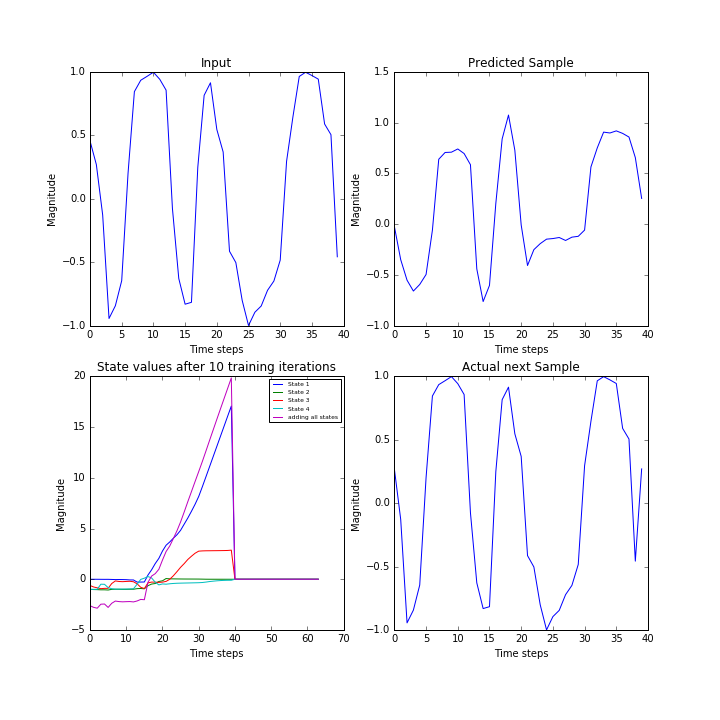 Input
1.0
0.5
0.0
−0.5
−1.0
Magnitude
0 5 10 15 20 25 30 35 40
Time steps
Predicted Sample
1.5
1.0
0.5
0.0
−0.5
−1.0
Magnitude
0 5 10 15 20 25 30 35 40
Time steps
State values after 10 training iterations
20
15
10
5
0
−5
Magnitude
State 1
State 2
State 3
State 4
adding all states
0 10 20 30 40 50 60 70
Time steps
Actual next Sample
1.0
0.5
0.0
−0.5
−1.0
Magnitude
0 5 10 15 20 25 30 35 40
Time steps